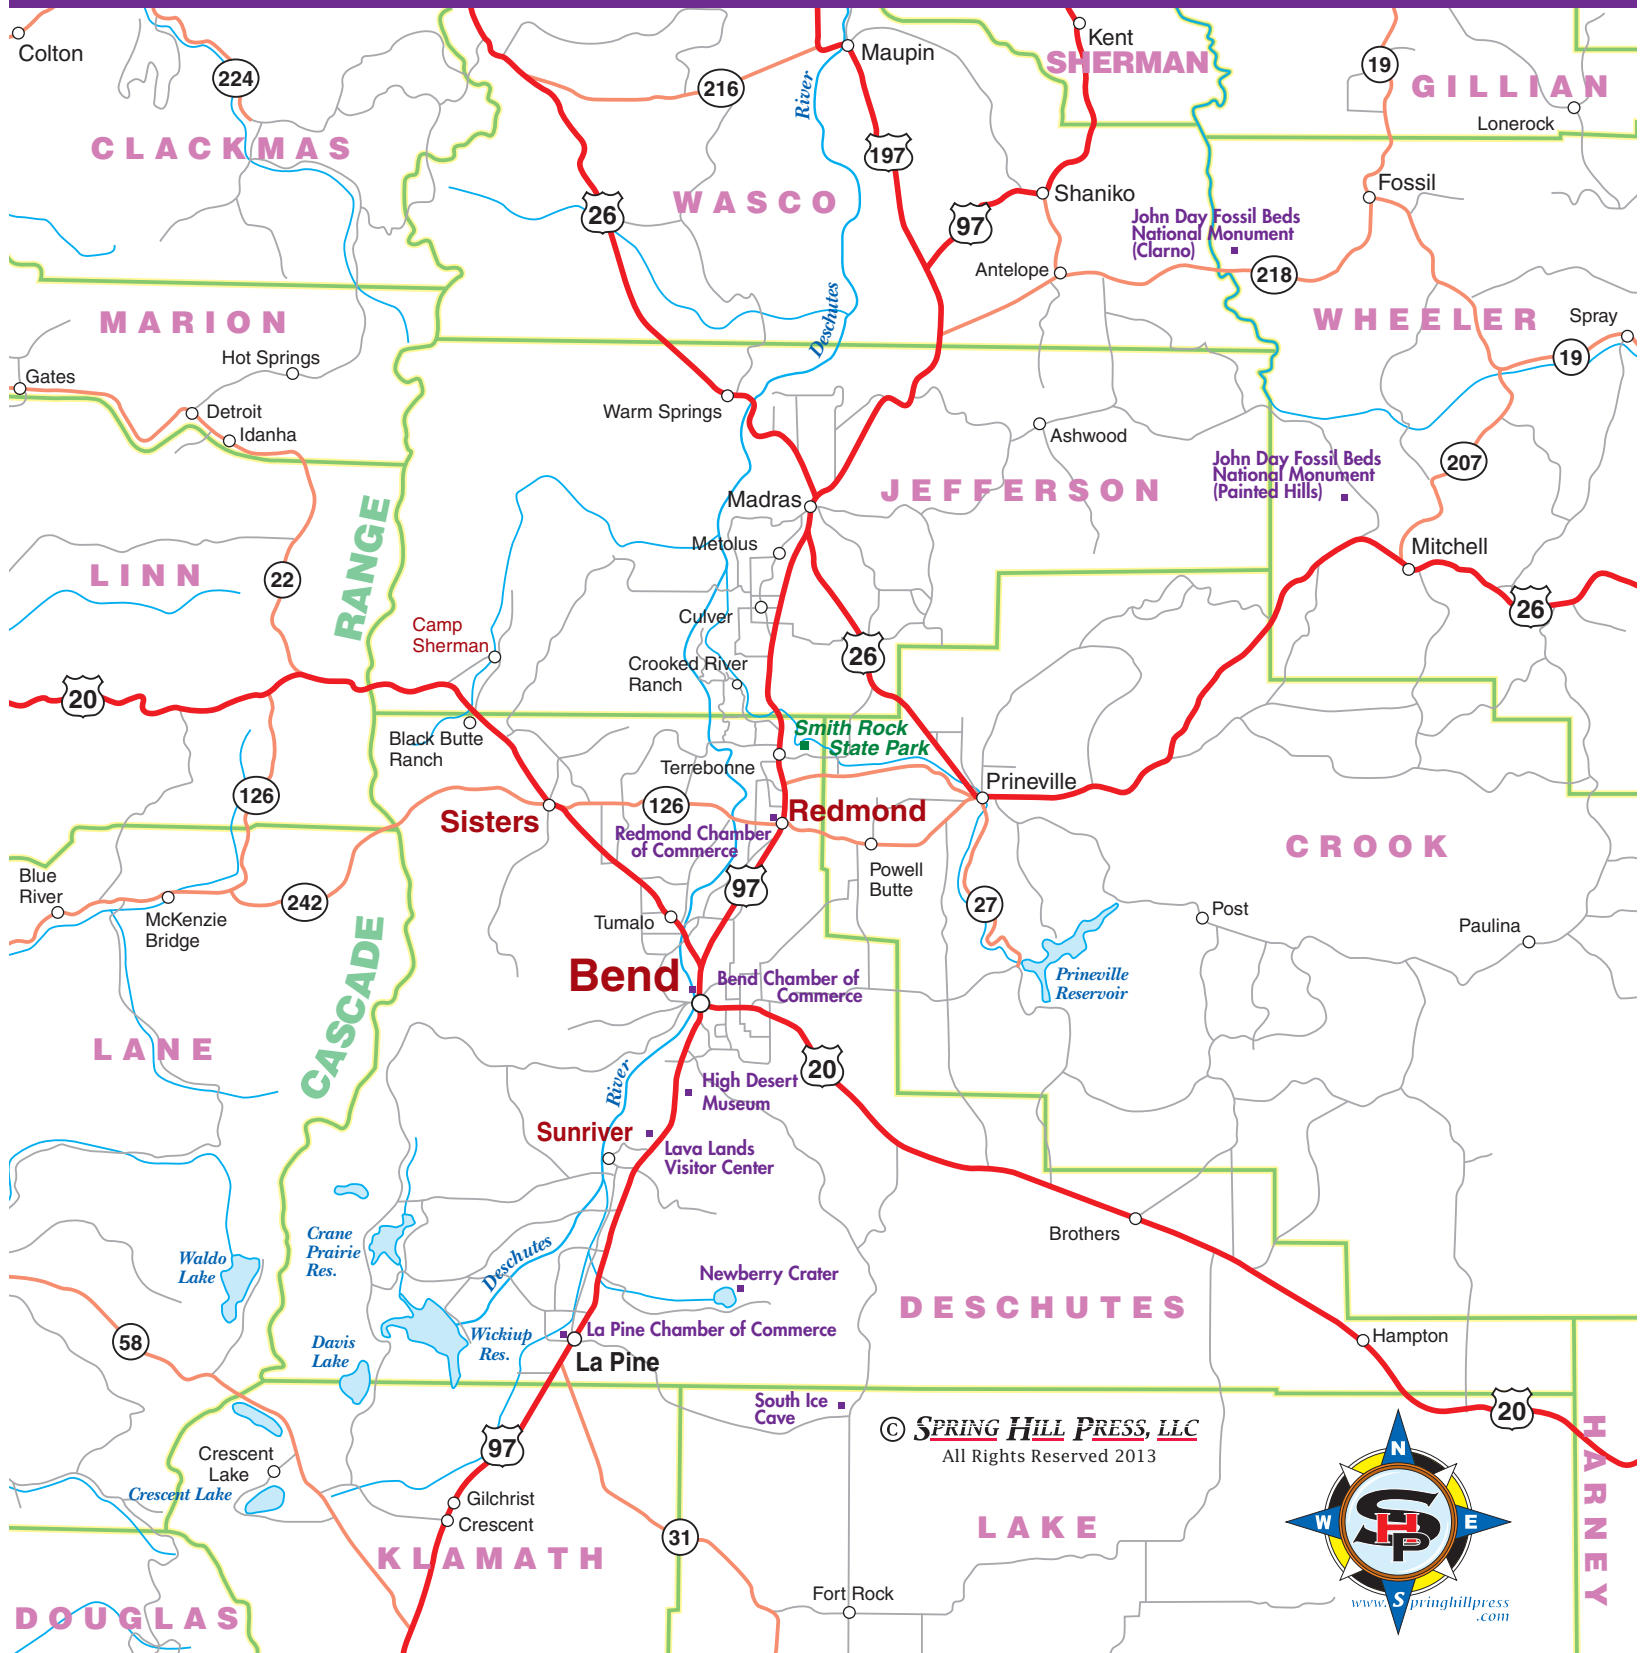 Colton
224
216
Maupin
Kent
SHERMAN
19
GILLIAN
Lonerock
River
CLACKMAS
197
WASCO
26
97
Shaniko
Fossil
John Day Fossil Beds
National Monument
(Clarno)
Antelope
218
MARION
Deschutes
WHEELER
Spray
19
Hot Springs
Gates
Detroit
Idanha
Warm Springs
Ashwood
John Day Fossil Beds
National Monument
(Painted Hills)
207
Madras
JEFFERSON
RANGE
Metolus
Mitchell
LINN
22
26
Culver
Camp
Sherman
26
Crooked River
Ranch
20
Smith Rock
State Park
Black Butte
Ranch
Terrebonne
Prineville
126
Sisters
126
Redmond
Redmond Chamber
of Commerce
CROOK
Blue
River
242
McKenzie
Bridge
97
Powell
Butte
27
Post
Tumalo
Paulina
CASCADE
Bend
Bend Chamber of
Commerce
Prineville
Reservoir
LANE
20
River
High Desert
Museum
Sunriver
Lava Lands
Visitor Center
Brothers
Crane
Prairie
Res.
Waldo
Lake
Deschutes
Newberry Crater
DESCHUTES
58
Davis
Lake
Wickiup
Res.
La Pine Chamber of Commerce
La Pine
Hampton
South Ice
Cave
20
© SPRING HILL PRESS, LLC
All Rights Reserved 2013
HARNEY
97
Crescent
Lake
Crescent Lake
Gilchrist
Crescent
N
W
SHP
E
S
www.Springhillpress
.com
31
LAKE
KLAMATH
Fort Rock
DOUGLAS